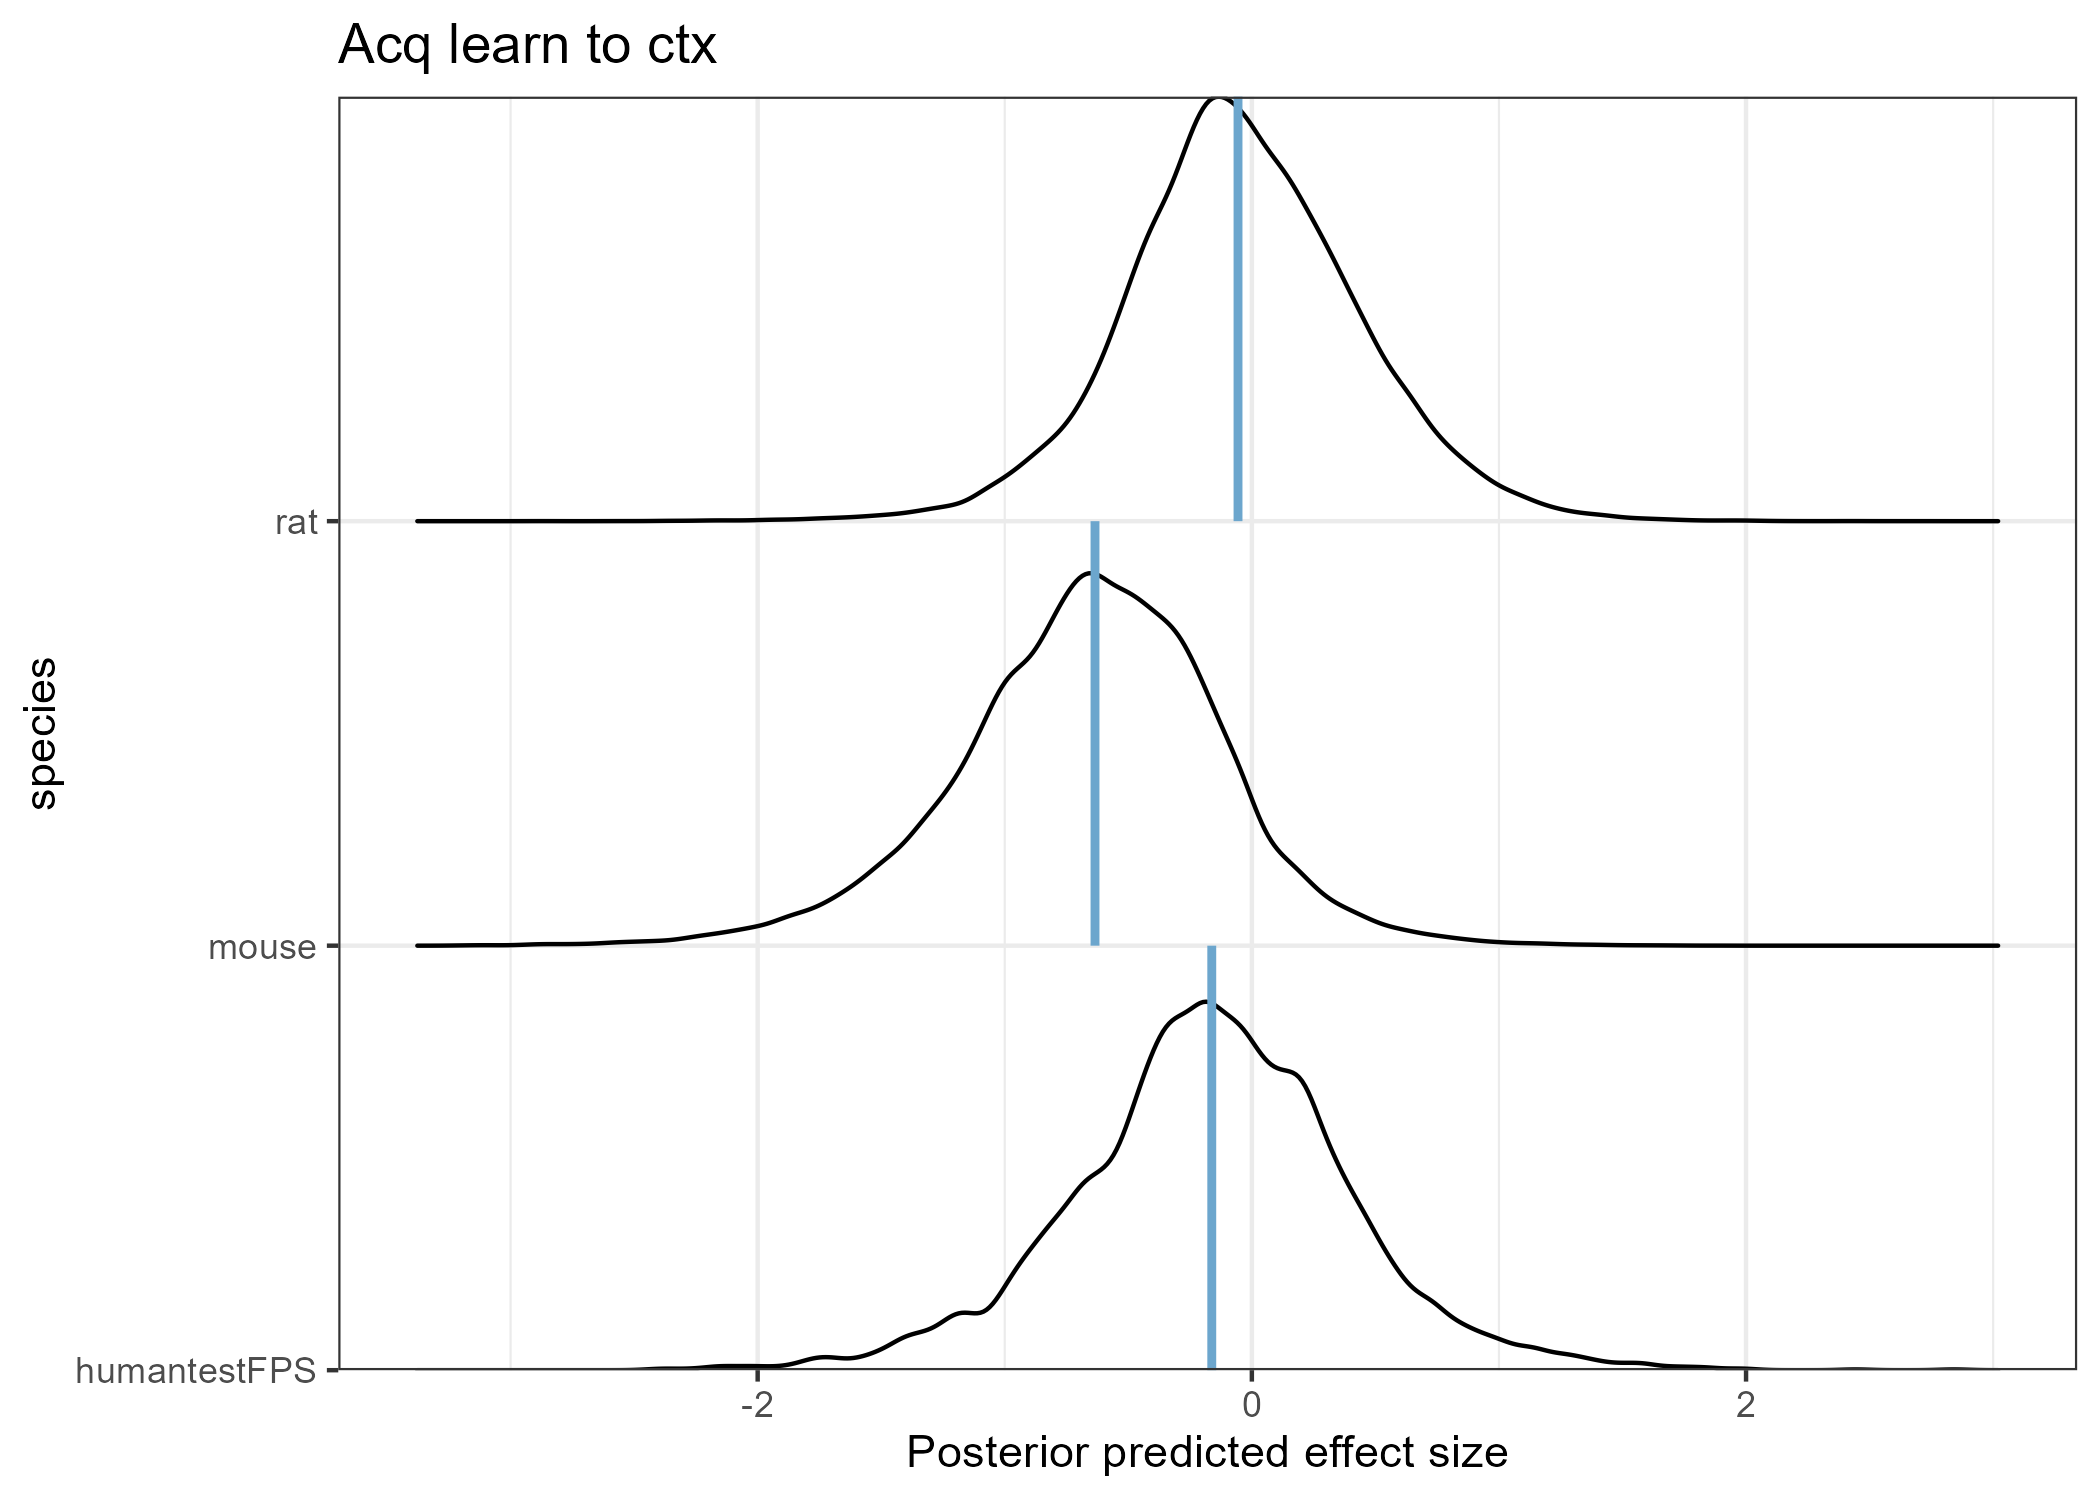 Acq learn to ctx
species
rat
mouse
humantestFPS
-2 0 2
Posterior predicted effect size